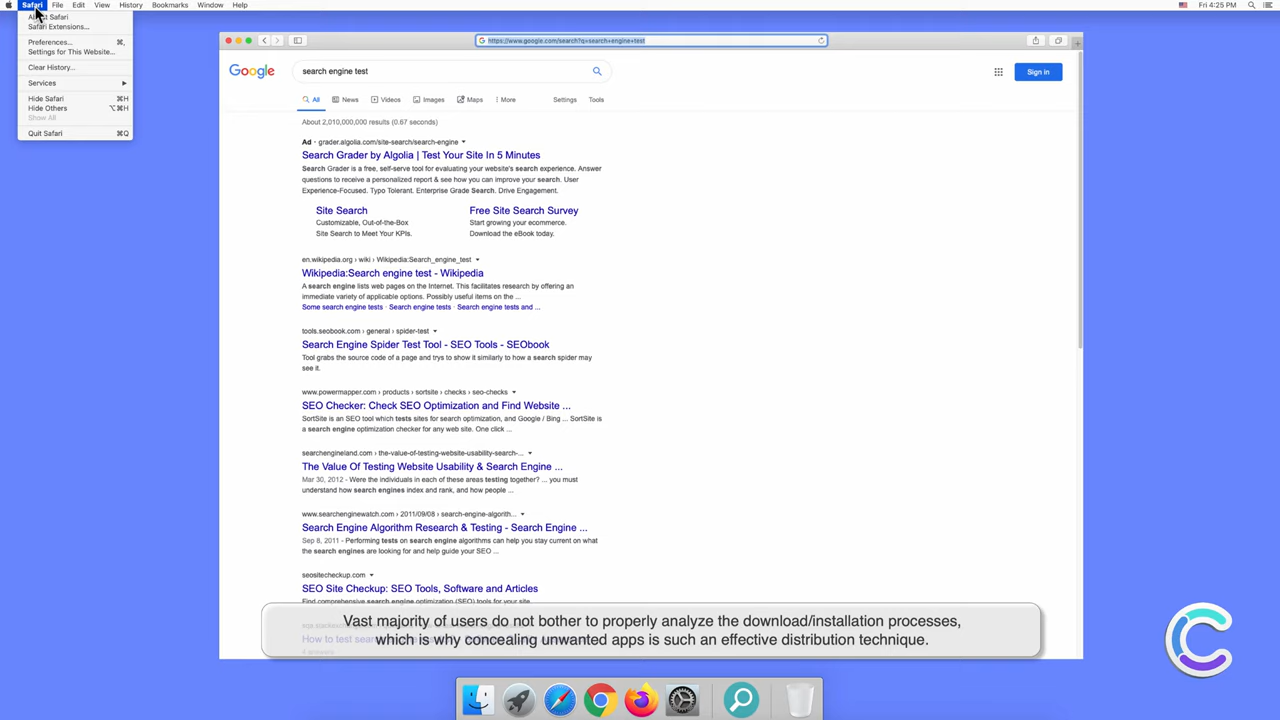 Safari File Edit View History Bookmarks Window Help
Fri 4:25 PM
Safari
Safari Extensions...
Preferences... ⌘,
Settings for This Website...
Clear History...
Services
Hide Safari ⌘H
Hide Others ⌥⌘H
Show All
Quit Safari ⌘Q
https://www.google.com/search?q=search+engine+test
Google
search engine test
Sign in
All News Videos Images Maps More Settings Tools
About 2,010,000,000 results (0.67 seconds)
Ad · grader.algolia.com/site-search/search-engine
Search Grader by Algolia | Test Your Site In 5 Minutes
Search Grader is a free, self-serve tool for evaluating your website's search experience. Answer
questions to receive a personalized report & see how you can improve your search. User
Experience-Focused. Typo Tolerant. Enterprise Grade Search. Drive Engagement.
Site Search
Customizable, Out-of-the-Box
Site Search to Meet Your KPIs.
Free Site Search Survey
Start growing your ecommerce.
Download the eBook today.
en.wikipedia.org › wiki › Wikipedia:Search_engine_test
Wikipedia:Search engine test - Wikipedia
A search engine lists web pages on the Internet. This facilitates research by offering an
immediate variety of applicable options. Possibly useful items on the ...
Some search engine tests · Search engine tests · Search engine tests and ...
tools.seobook.com › general › spider-test
Search Engine Spider Test Tool - SEO Tools - SEObook
Tool grabs the source code of a page and trys to show it similarly to how a search spider may
see it.
www.powermapper.com › products › sortsite › checks › seo-checks
SEO Checker: Check SEO Optimization and Find Website ...
SortSite is an SEO tool which tests sites for search optimization, and Google / Bing ... SortSite is
a search engine optimization checker for any web site. One click ...
searchengineland.com › the-value-of-testing-website-usability-search-...
The Value Of Testing Website Usability & Search Engine ...
Mar 30, 2012 - Were the individuals in each of these areas testing together? ... you must
understand how search engines index and rank, and how people ...
www.searchenginewatch.com › 2011/09/08 › search-engine-algorith...
Search Engine Algorithm Research & Testing - Search Engine ...
Sep 8, 2011 - Performing tests on search engine algorithms can help you stay current on what
the search engines are looking for and help guide your SEO ...
seositecheckup.com
SEO Site Checkup: SEO Tools, Software and Articles
Find comprehensive search engine optimization (SEO) tools for your site.
How to test
4 answers
Vast majority of users do not bother to properly analyze the download/installation processes,
which is why concealing unwanted apps is such an effective distribution technique.